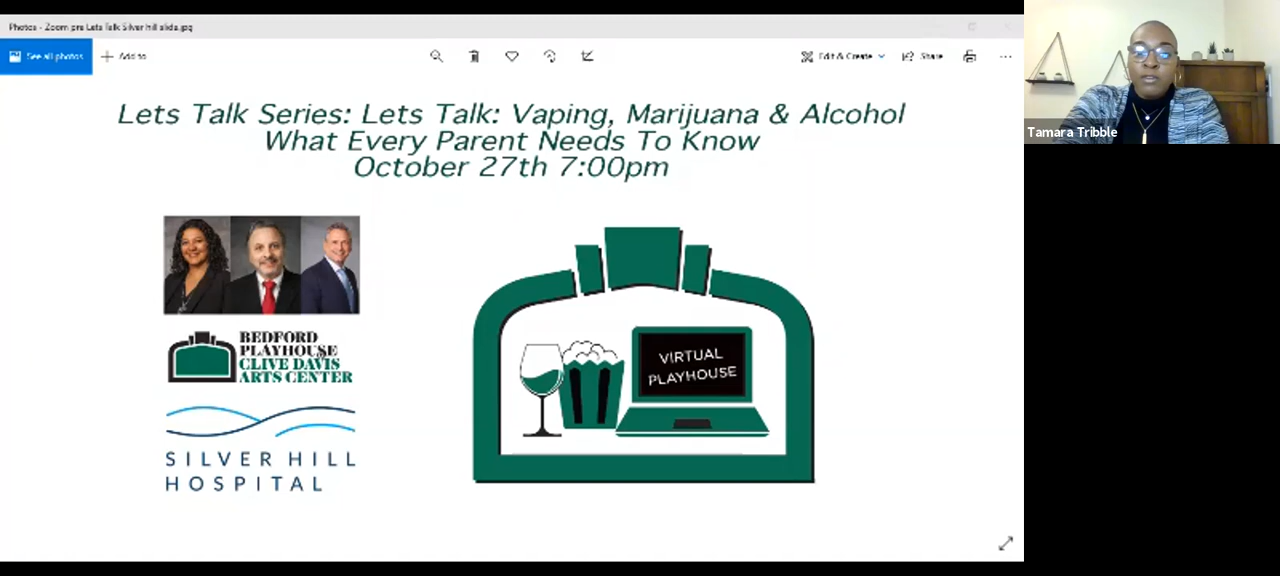 Photos - Zoom pre Lets Talk Silver hill slide.jpg
See all photos
Add to
Edit & Create
Share
Tamara Tribble
Lets Talk Series: Lets Talk: Vaping, Marijuana & Alcohol
What Every Parent Needs To Know
October 27th 7:00pm
BEDFORD
PLAYHOUSE
CLIVE DAVIS
ARTS CENTER
SILVER HILL
HOSPITAL
VIRTUAL
PLAYHOUSE